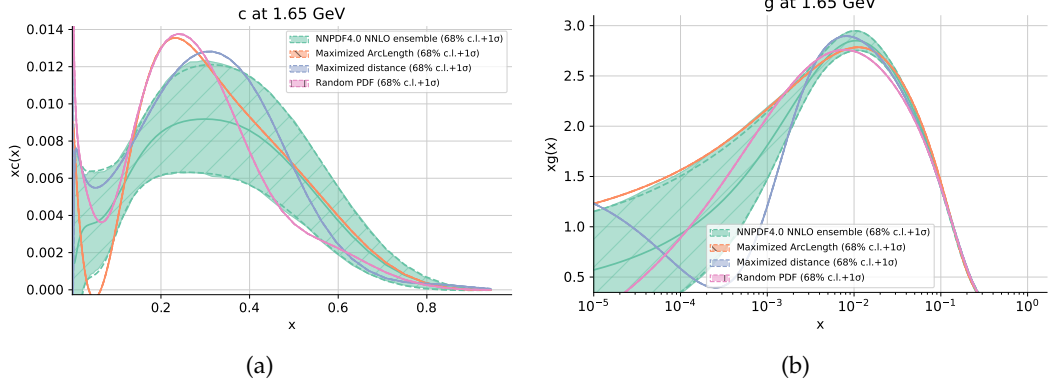 c at 1.65 GeV
0.014
0.012
0.010
0.008
0.006
0.004
0.002
0.000
xc(x)
NNPDF4.0 NNLO ensemble (68% c.l.+1σ)
Maximized ArcLength (68% c.l.+1σ)
Maximized distance (68% c.l.+1σ)
Random PDF (68% c.l.+1σ)
0.2 0.4 0.6 0.8
x
(a)
g at 1.65 GeV
3.0
2.5
2.0
1.5
1.0
0.5
xg(x)
NNPDF4.0 NNLO ensemble (68% c.l.+1σ)
Maximized ArcLength (68% c.l.+1σ)
Maximized distance (68% c.l.+1σ)
Random PDF (68% c.l.+1σ)
10⁻⁵ 10⁻⁴ 10⁻³ 10⁻² 10⁻¹ 10⁰
x
(b)